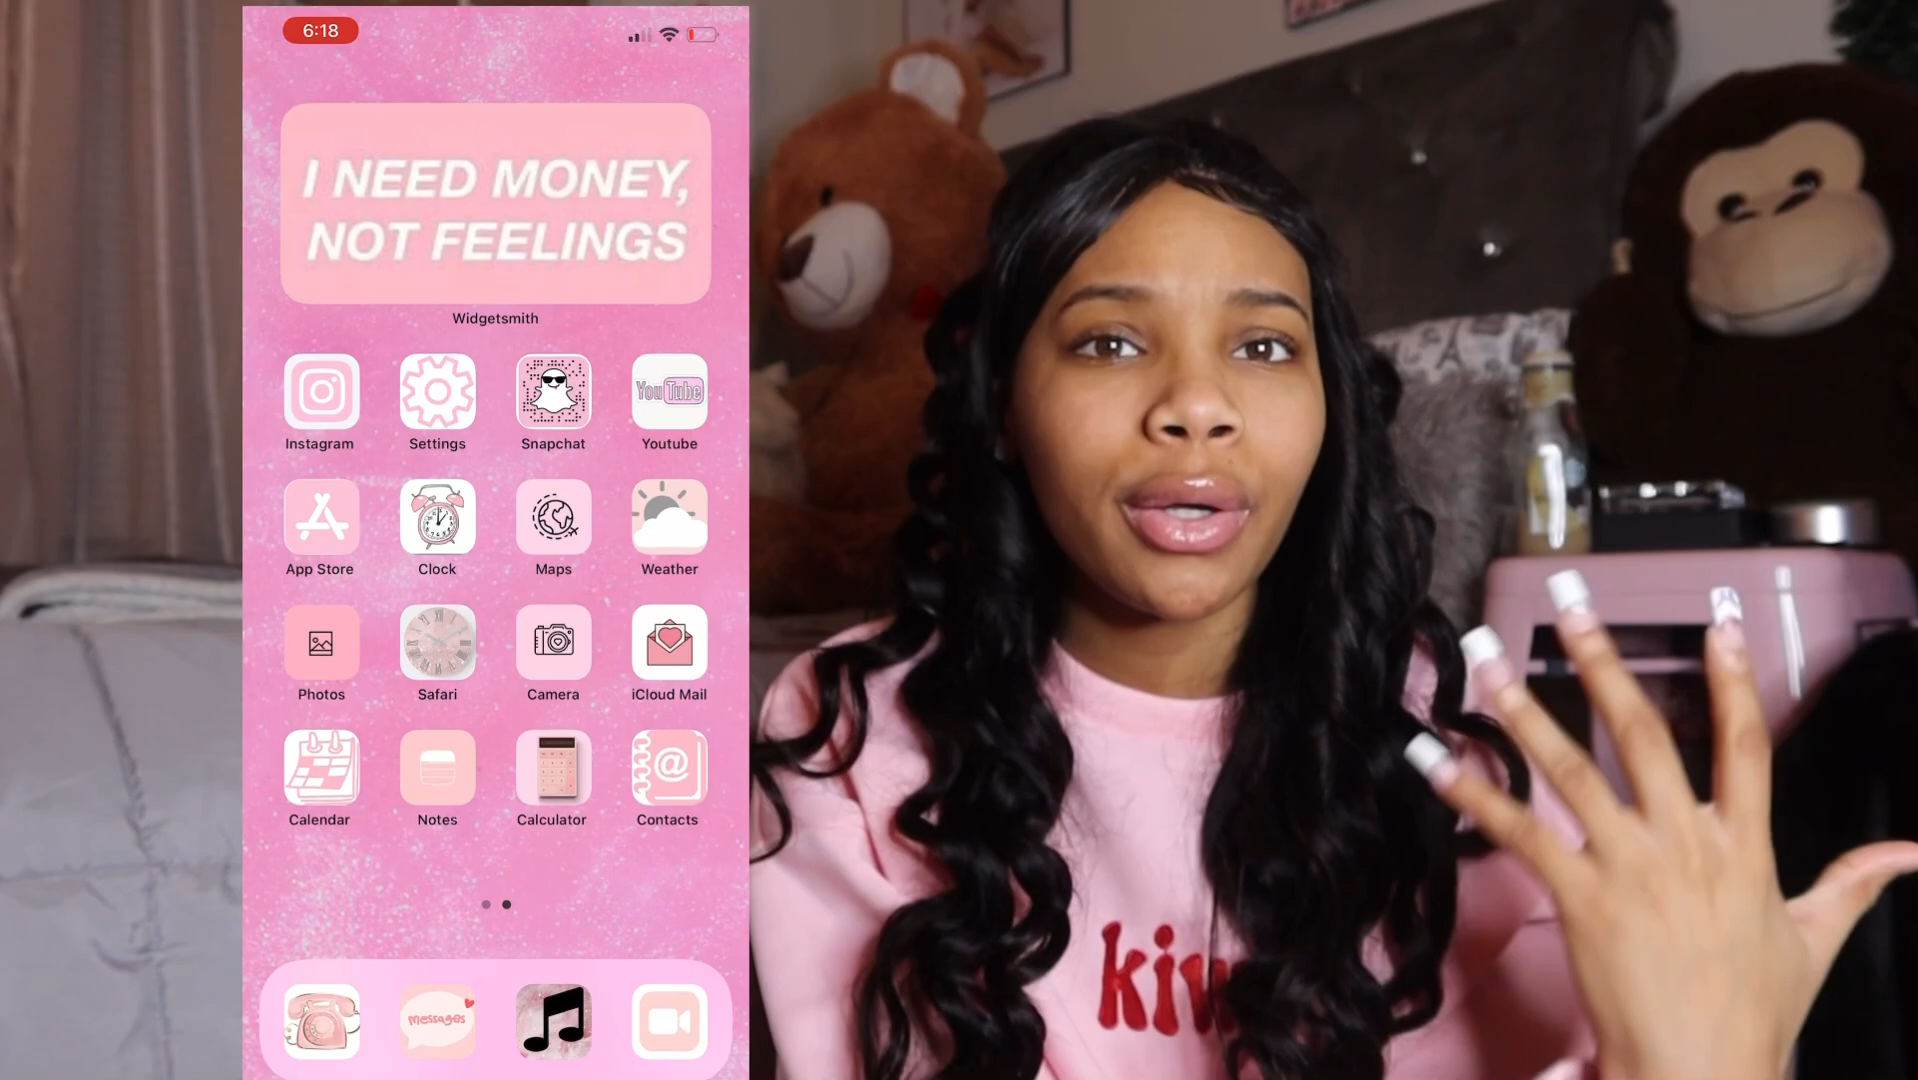 6:18
I NEED MONEY,
NOT FEELINGS
Widgetsmith
You Tube
Instagram
Settings
Snapchat
Youtube
App Store
Clock
Maps
Weather
Photos
Safari
Camera
iCloud Mail
@
Calendar
Notes
Calculator
Contacts
messages
kiw